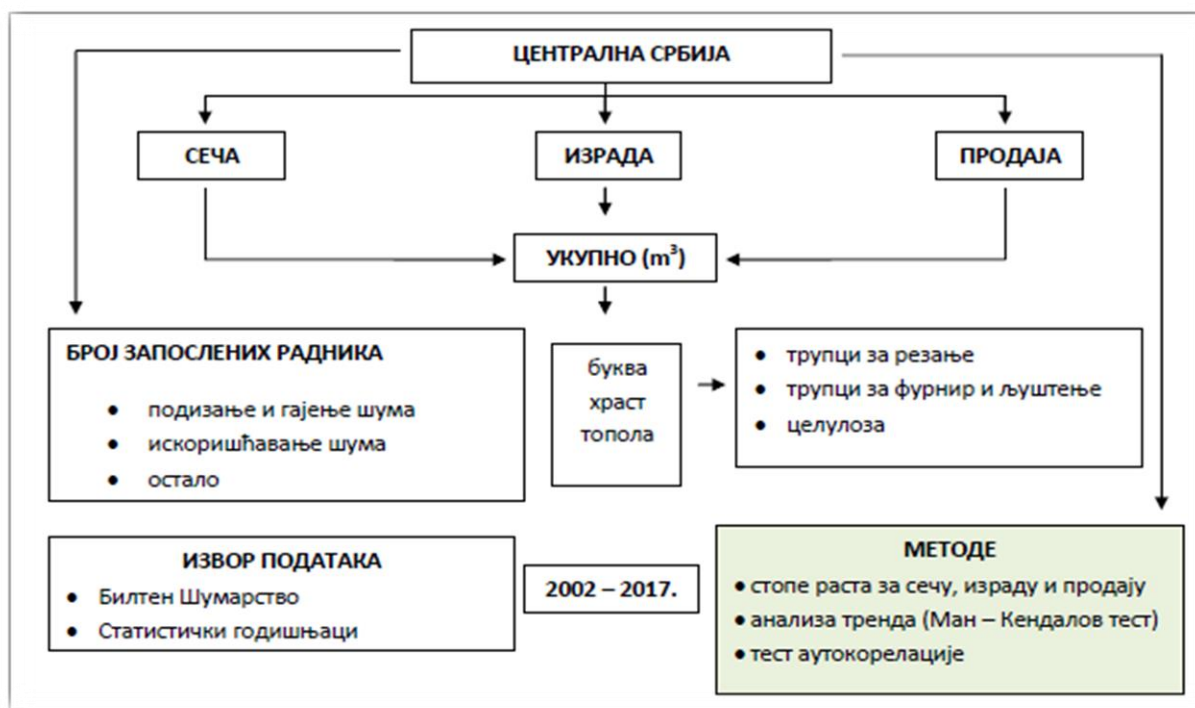 ЦЕНТРАЛНА СРБИЈА
СЕЧА
ИЗРАДА
ПРОДАЈА
УКУПНО (m³)
БРОЈ ЗАПОСЛЕНИХ РАДНИКА
• подизање и гајење шума
• искоришћавање шума
• остало
буква
храст
топола
• трупци за резање
• трупци за фурнир и љуштење
• целулоза
ИЗВОР ПОДАТАКА
• Билтен Шумарство
• Статистички годишњаци
2002 – 2017.
МЕТОДЕ
• стопе раста за сечу, израду и продају
• анализа тренда (Ман – Кендалов тест)
• тест аутокорелације